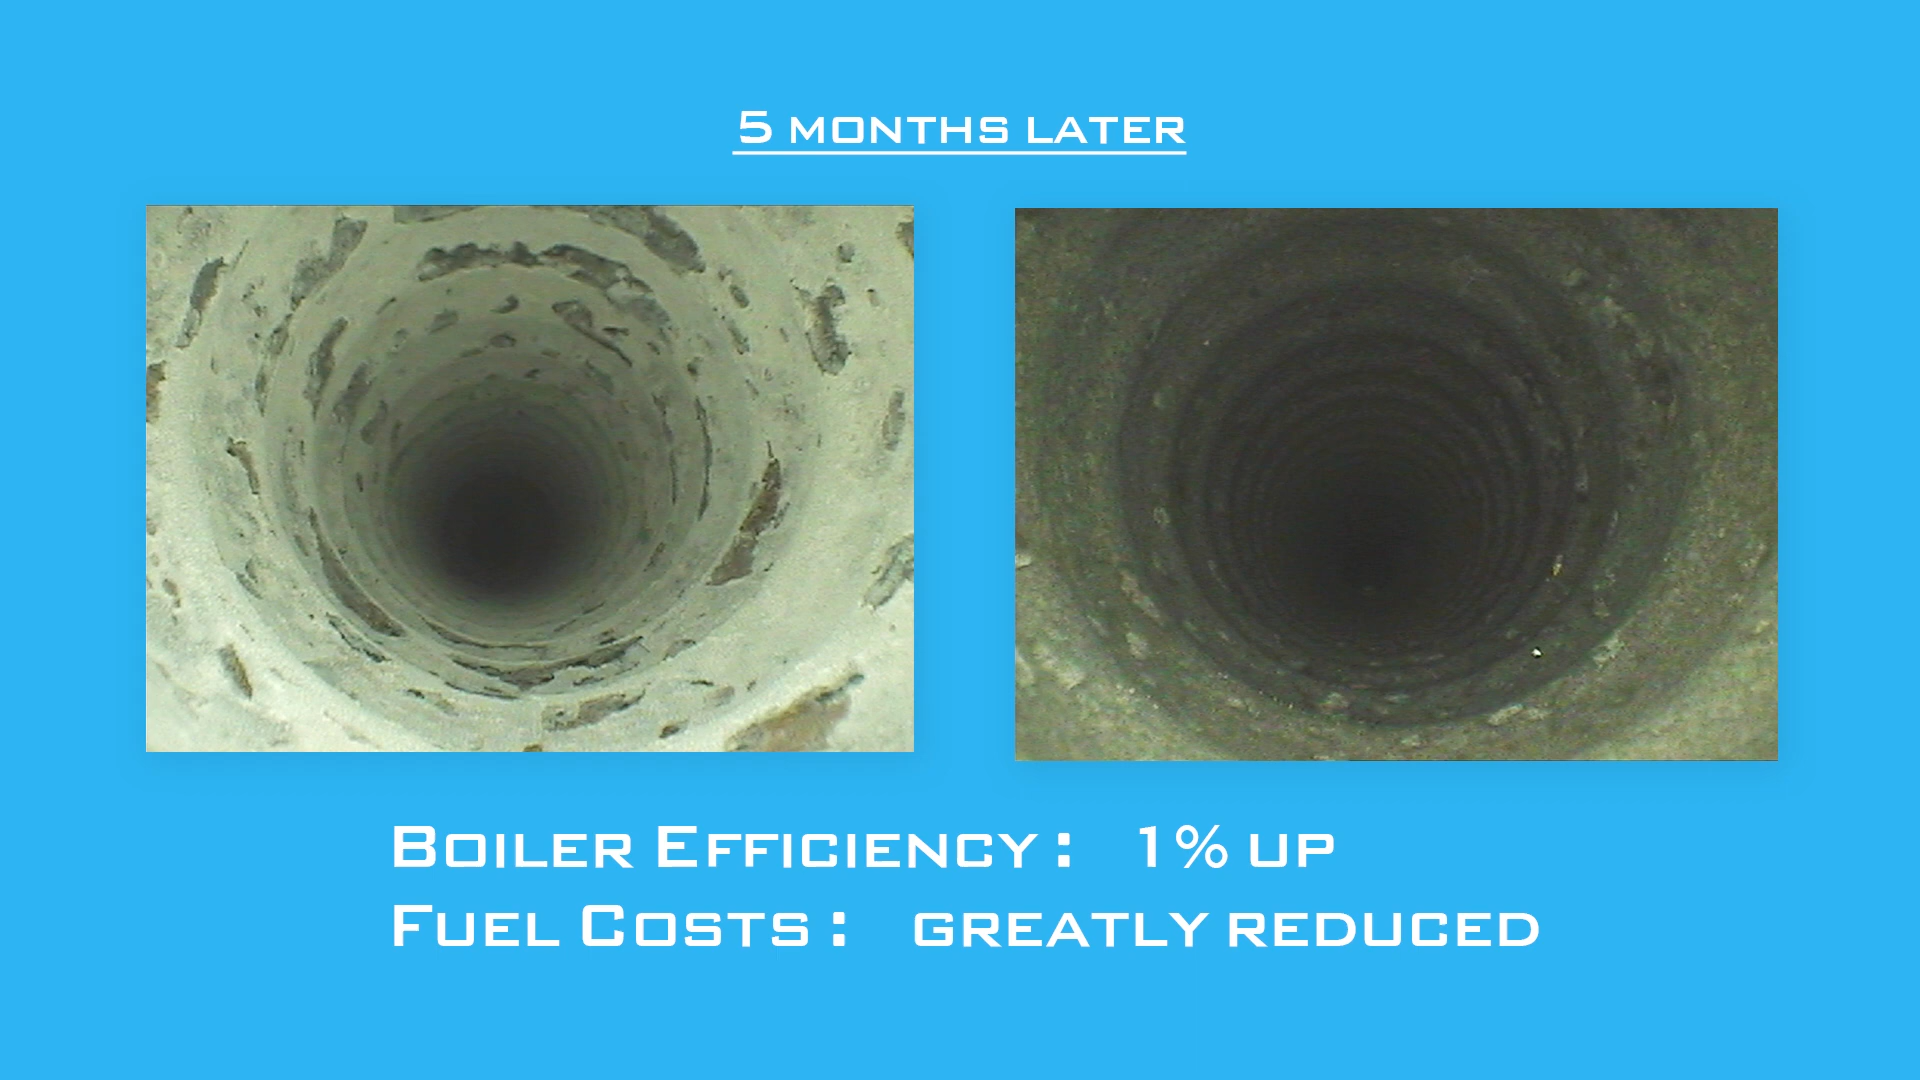 5 MONTHS LATER
BOILER EFFICIENCY: 1% UP
FUEL COSTS: GREATLY REDUCED